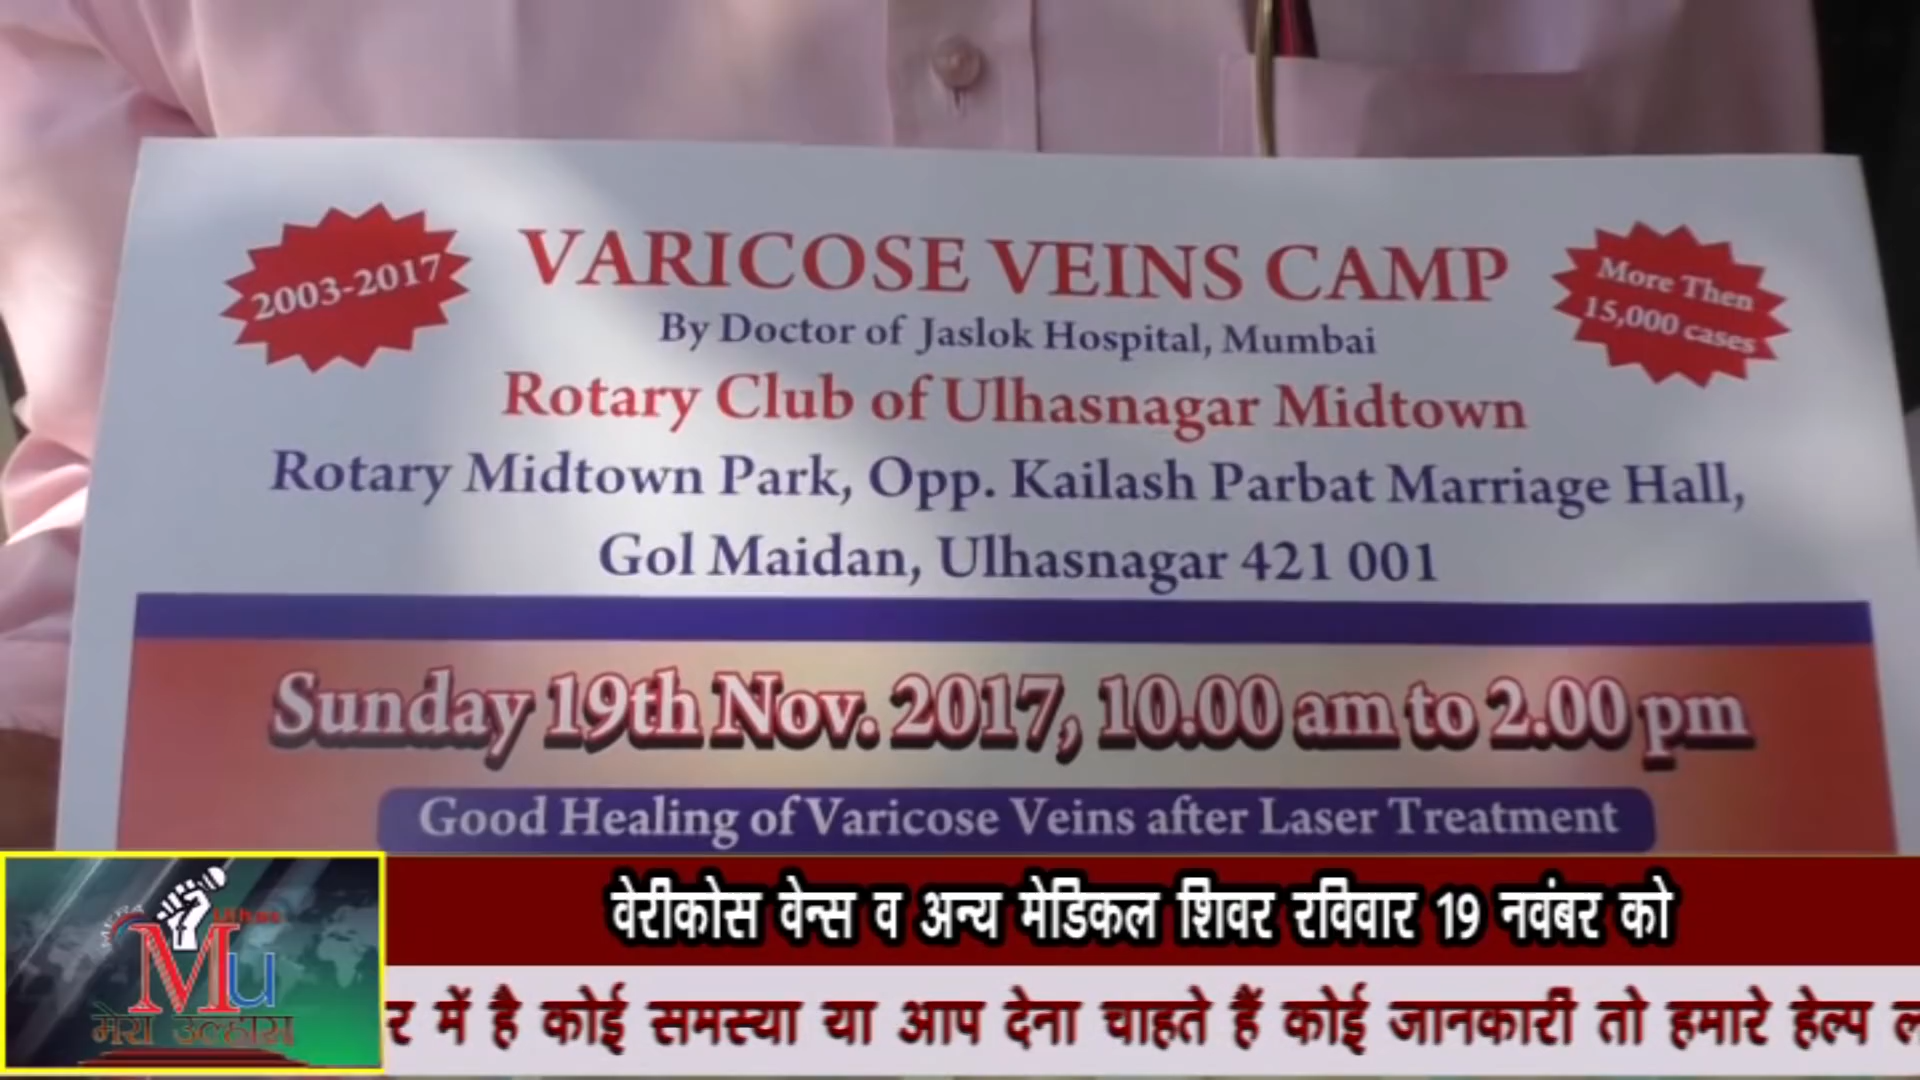 2003-2017
VARICOSE VEINS CAMP
More Then
15,000 cases
By Doctor of Jaslok Hospital, Mumbai
Rotary Club of Ulhasnagar Midtown
Rotary Midtown Park, Opp. Kailash Parbat Marriage Hall,
Gol Maidan, Ulhasnagar 421 001
Sunday 19th Nov. 2017, 10.00 am to 2.00 pm
Good Healing of Varicose Veins after Laser Treatment
वेरीकोस वेन्स व अन्य मेडिकल शिवर रविवार 19 नवंबर को
MERA Ulhas
Mu
मेरा उल्हास
र में है कोई समस्या या आप देना चाहते हैं कोई जानकारी तो हमारे हेल्प ल